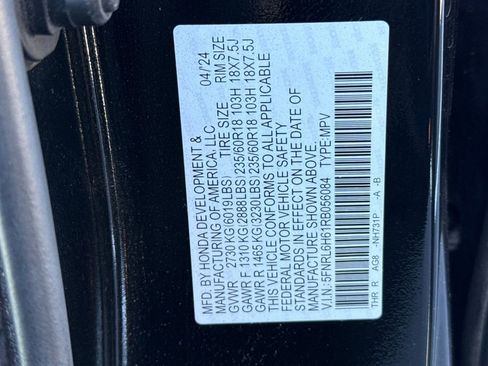 MFD. BY HONDA DEVELOPMENT & 04/'24
MANUFACTURING OF AMERICA, LLC
TIRE SIZE RIM SIZE
GVWR 2730 KG(6019LBS)
GAWR F 1310 KG(2888LBS)235/60R18 103H 18X7.5J
GAWR R 1465 KG(3230LBS)235/60R18 103H 18X7.5J
THIS VEHICLE CONFORMS TO ALL APPLICABLE
FEDERAL MOTOR VEHICLE SAFETY
STANDARDS IN EFFECT ON THE DATE OF
MANUFACTURE SHOWN ABOVE.
V.I.N.:5FNRL6H61RB056084 TYPE:MPV
THR R AG8 -NH731P -A -B